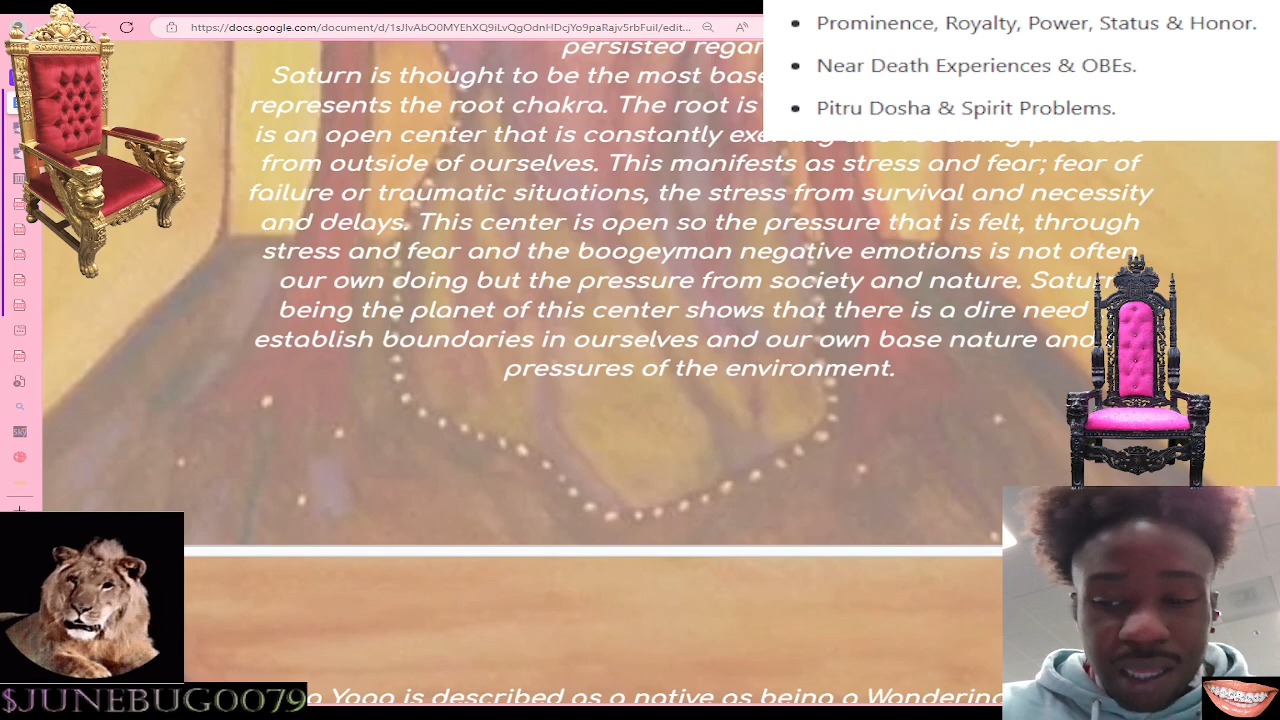 https://docs.google.com/document/d/1sJlvAbO0MYEhXQ9iLvQgOdnHDcjYo9paRajv5rbFuiI/edit...
Prominence, Royalty, Power, Status & Honor.
Near Death Experiences & OBEs.
Pitru Dosha & Spirit Problems.
persisted regar
Saturn is thought to be the most base
represents the root chakra. The root is
is an open center that is constantly
from outside of ourselves. This manifests as stress and fear; fear of
failure or traumatic situations, the stress from survival and necessity
and delays. This center is open so the pressure that is felt, through
stress and fear and the boogeyman negative emotions is not often
our own doing but the pressure from society and nature. Saturn
being the planet of this center shows that there is a dire need
establish boundaries in ourselves and our own base nature and
pressures of the environment.
Yoga is described as a native as being a Wandering
$JUNEBUG0079